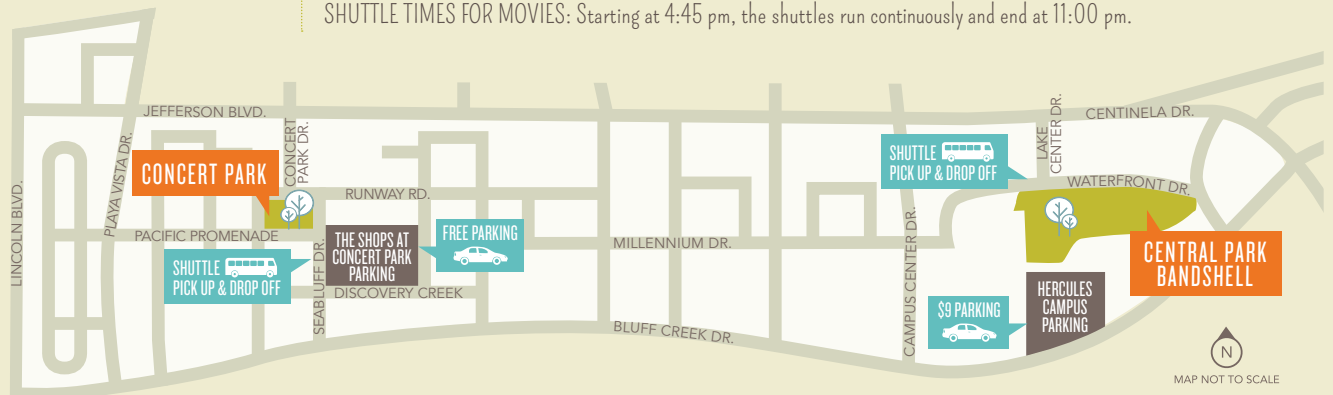 SHUTTLE TIMES FOR MOVIES: Starting at 4:45 pm, the shuttles run continuously and end at 11:00 pm.
JEFFERSON BLVD.
CENTINELA DR.
CONCERT
PARK DR.
LAKE
CENTER DR.
PLAYA VISTA DR.
LINCOLN BLVD.
CONCERT PARK
SHUTTLE
PICK UP & DROP OFF
RUNWAY RD.
WATERFRONT DR.
PACIFIC PROMENADE
THE SHOPS AT
CONCERT PARK
PARKING
FREE PARKING
MILLENNIUM DR.
CENTRAL PARK
BANDSHELL
SHUTTLE
PICK UP & DROP OFF
SEABLUFF DR.
DISCOVERY CREEK
CAMPUS CENTER DR.
HERCULES
CAMPUS
PARKING
$9 PARKING
BLUFF CREEK DR.
N
MAP NOT TO SCALE